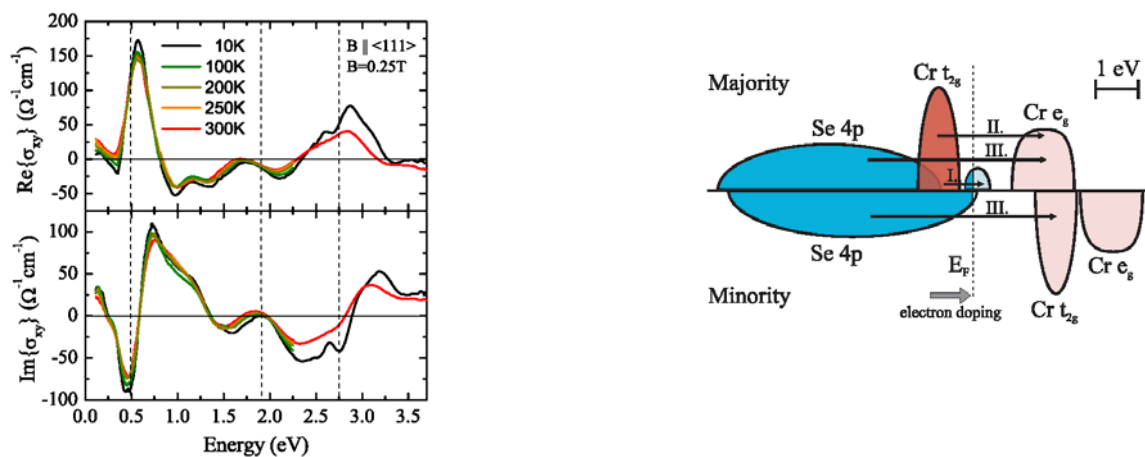 200
150
100
50
0
-50
Re{σxy} (Ω⁻¹cm⁻¹)
10K
100K
200K
250K
300K
B || <111>
B=0.25T
100
50
0
-50
-100
Im{σxy} (Ω⁻¹cm⁻¹)
0.0 0.5 1.0 1.5 2.0 2.5 3.0 3.5
Energy (eV)
Majority
Cr t2g
1 eV
Cr eg
Se 4p
II.
III.
I.
III.
Se 4p
EF
Cr eg
Minority
electron doping
Cr t2g